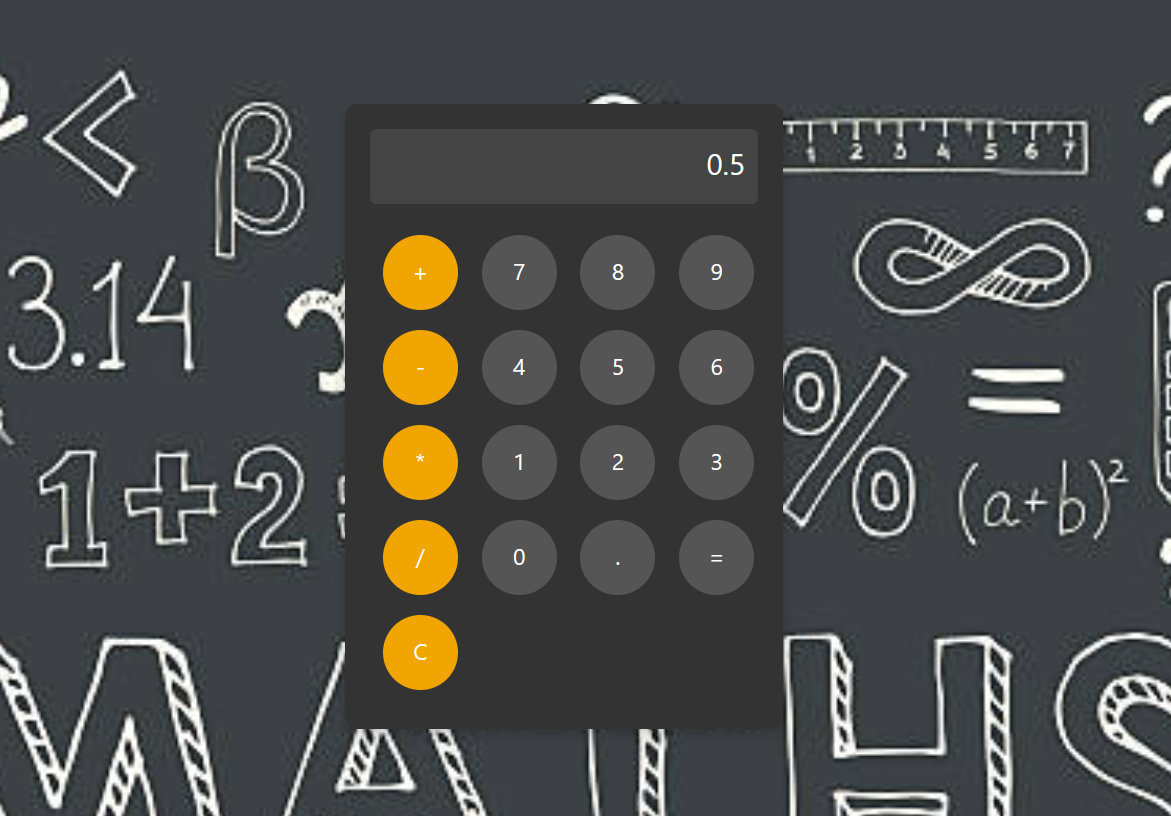 < β
1 2 3 4 5 6 7
?
0.5
+ 7 8 9
3.14
∞
- 4 5 6
% =
* 1 2 3
1+2
(a+b)²
/ 0 . =
C
MATHS